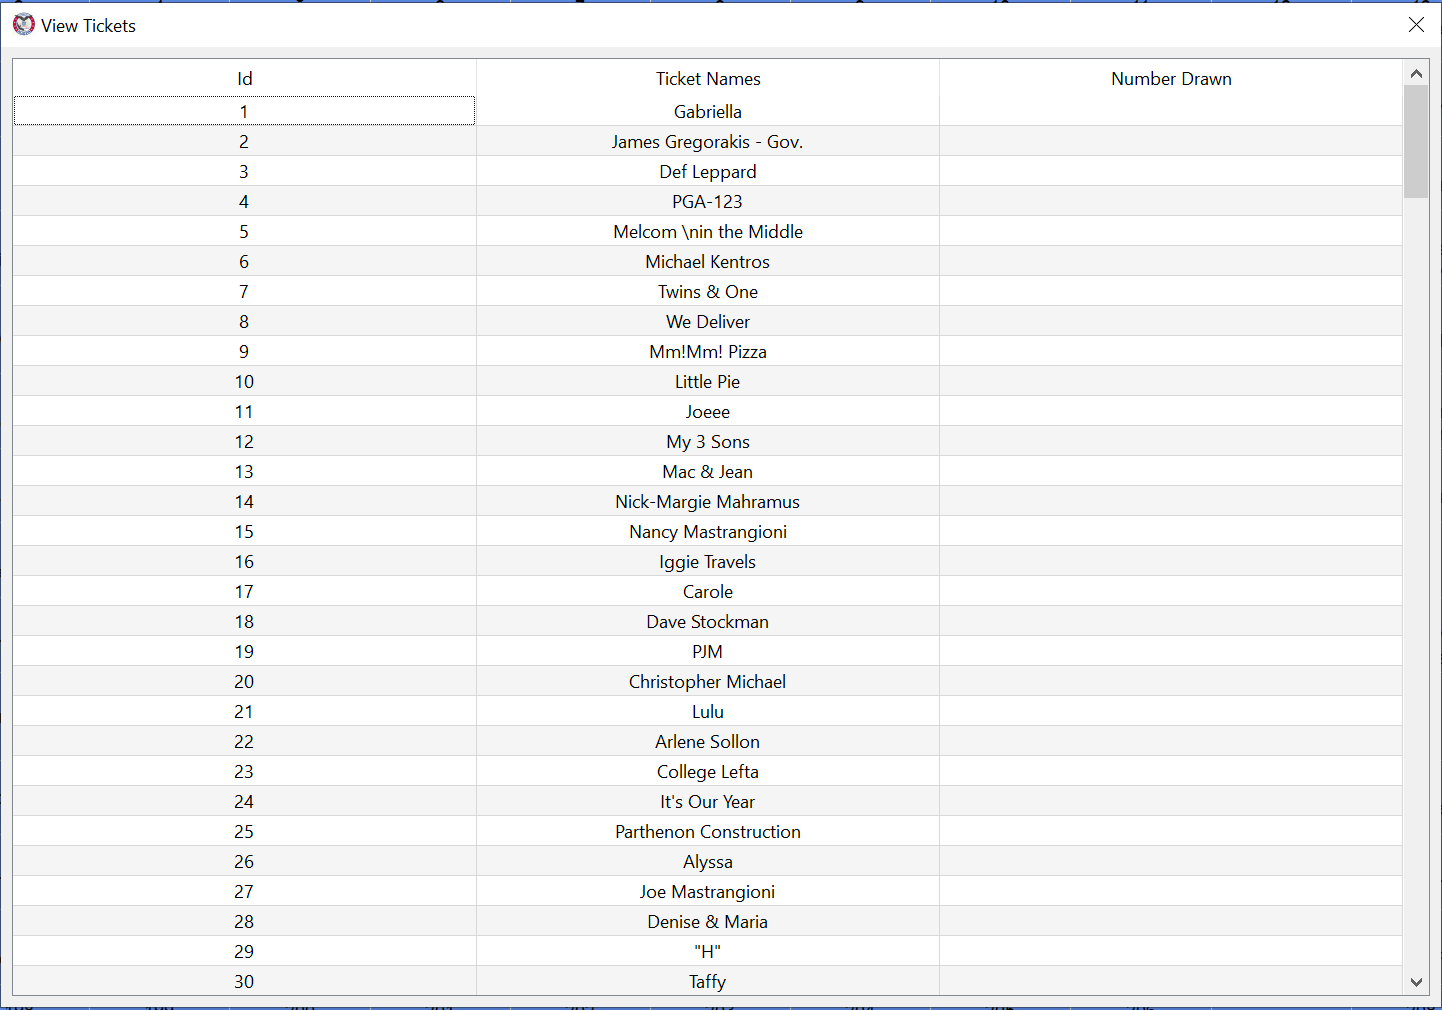 View Tickets
Id Ticket Names Number Drawn
1 Gabriella
2 James Gregorakis - Gov.
3 Def Leppard
4 PGA-123
5 Melcom \nin the Middle
6 Michael Kentros
7 Twins & One
8 We Deliver
9 Mm!Mm! Pizza
10 Little Pie
11 Joeee
12 My 3 Sons
13 Mac & Jean
14 Nick-Margie Mahramus
15 Nancy Mastrangioni
16 Iggie Travels
17 Carole
18 Dave Stockman
19 PJM
20 Christopher Michael
21 Lulu
22 Arlene Sollon
23 College Lefta
24 It's Our Year
25 Parthenon Construction
26 Alyssa
27 Joe Mastrangioni
28 Denise & Maria
29 "H"
30 Taffy